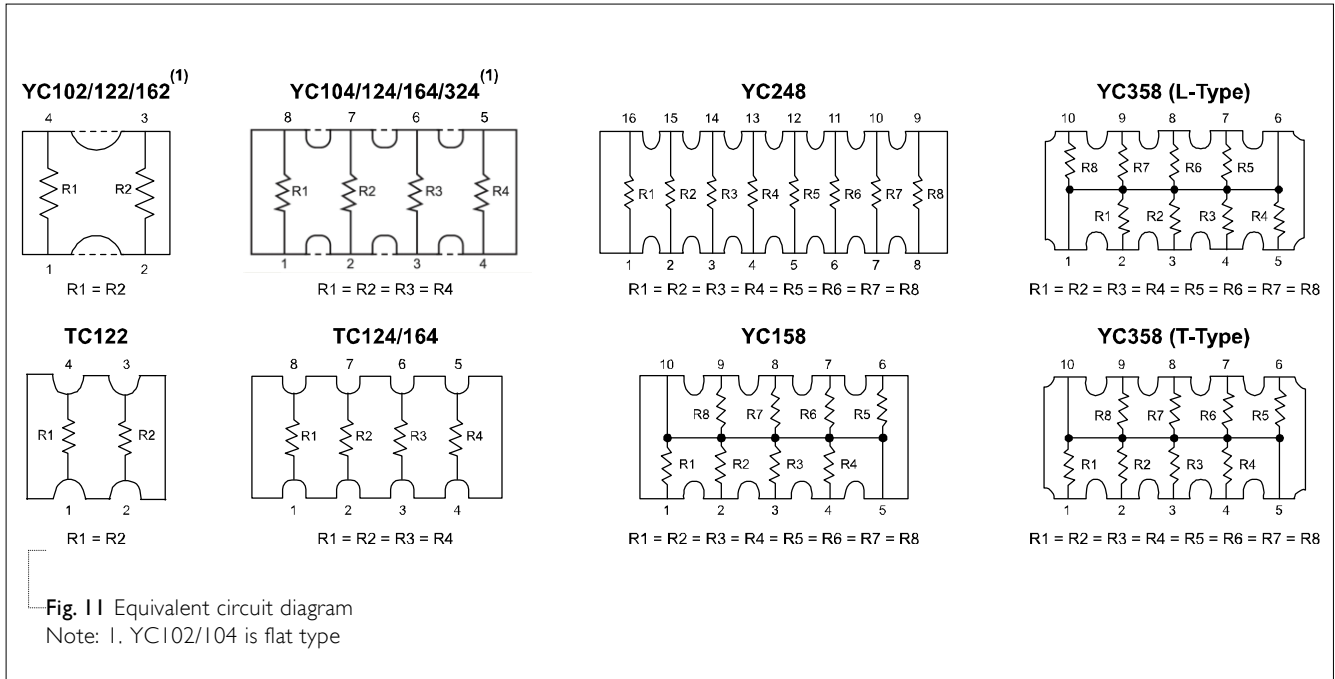 YC102/122/162(1)
4 3
R1 R2
1 2
R1 = R2
YC104/124/164/324(1)
8 7 6 5
R1 R2 R3 R4
1 2 3 4
R1 = R2 = R3 = R4
YC248
16 15 14 13 12 11 10 9
R1 R2 R3 R4 R5 R6 R7 R8
1 2 3 4 5 6 7 8
R1 = R2 = R3 = R4 = R5 = R6 = R7 = R8
YC358 (L-Type)
10 9 8 7 6
R8 R7 R6 R5
R1 R2 R3 R4
1 2 3 4 5
R1 = R2 = R3 = R4 = R5 = R6 = R7 = R8
TC122
4 3
R1 R2
1 2
R1 = R2
TC124/164
8 7 6 5
R1 R2 R3 R4
1 2 3 4
R1 = R2 = R3 = R4
YC158
10 9 8 7 6
R8 R7 R6 R5
R1 R2 R3 R4
1 2 3 4 5
R1 = R2 = R3 = R4 = R5 = R6 = R7 = R8
YC358 (T-Type)
10 9 8 7 6
R8 R7 R6 R5
R1 R2 R3 R4
1 2 3 4 5
R1 = R2 = R3 = R4 = R5 = R6 = R7 = R8
Fig. 11 Equivalent circuit diagram
Note: 1. YC102/104 is flat type